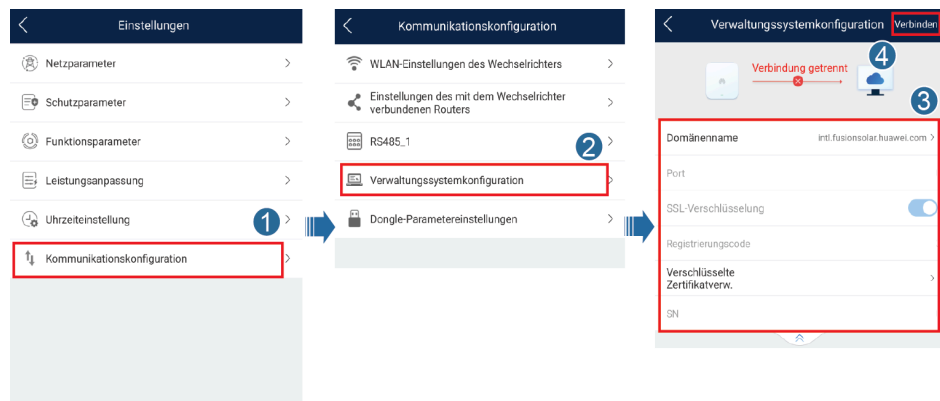 Einstellungen
Netzparameter
Schutzparameter
Funktionsparameter
Leistungsanpassung
Uhrzeiteinstellung
1
Kommunikationskonfiguration
Kommunikationskonfiguration
WLAN-Einstellungen des Wechselrichters
Einstellungen des mit dem Wechselrichter
verbundenen Routers
RS485_1
2
Verwaltungssystemkonfiguration
Dongle-Parametereinstellungen
Verwaltungssystemkonfiguration
Verbinden
4
Verbindung getrennt
3
Domänenname
intl.fusionsolar.huawei.com
Port
SSL-Verschlüsselung
Registrierungscode
Verschlüsselte
Zertifikatverw.
SN